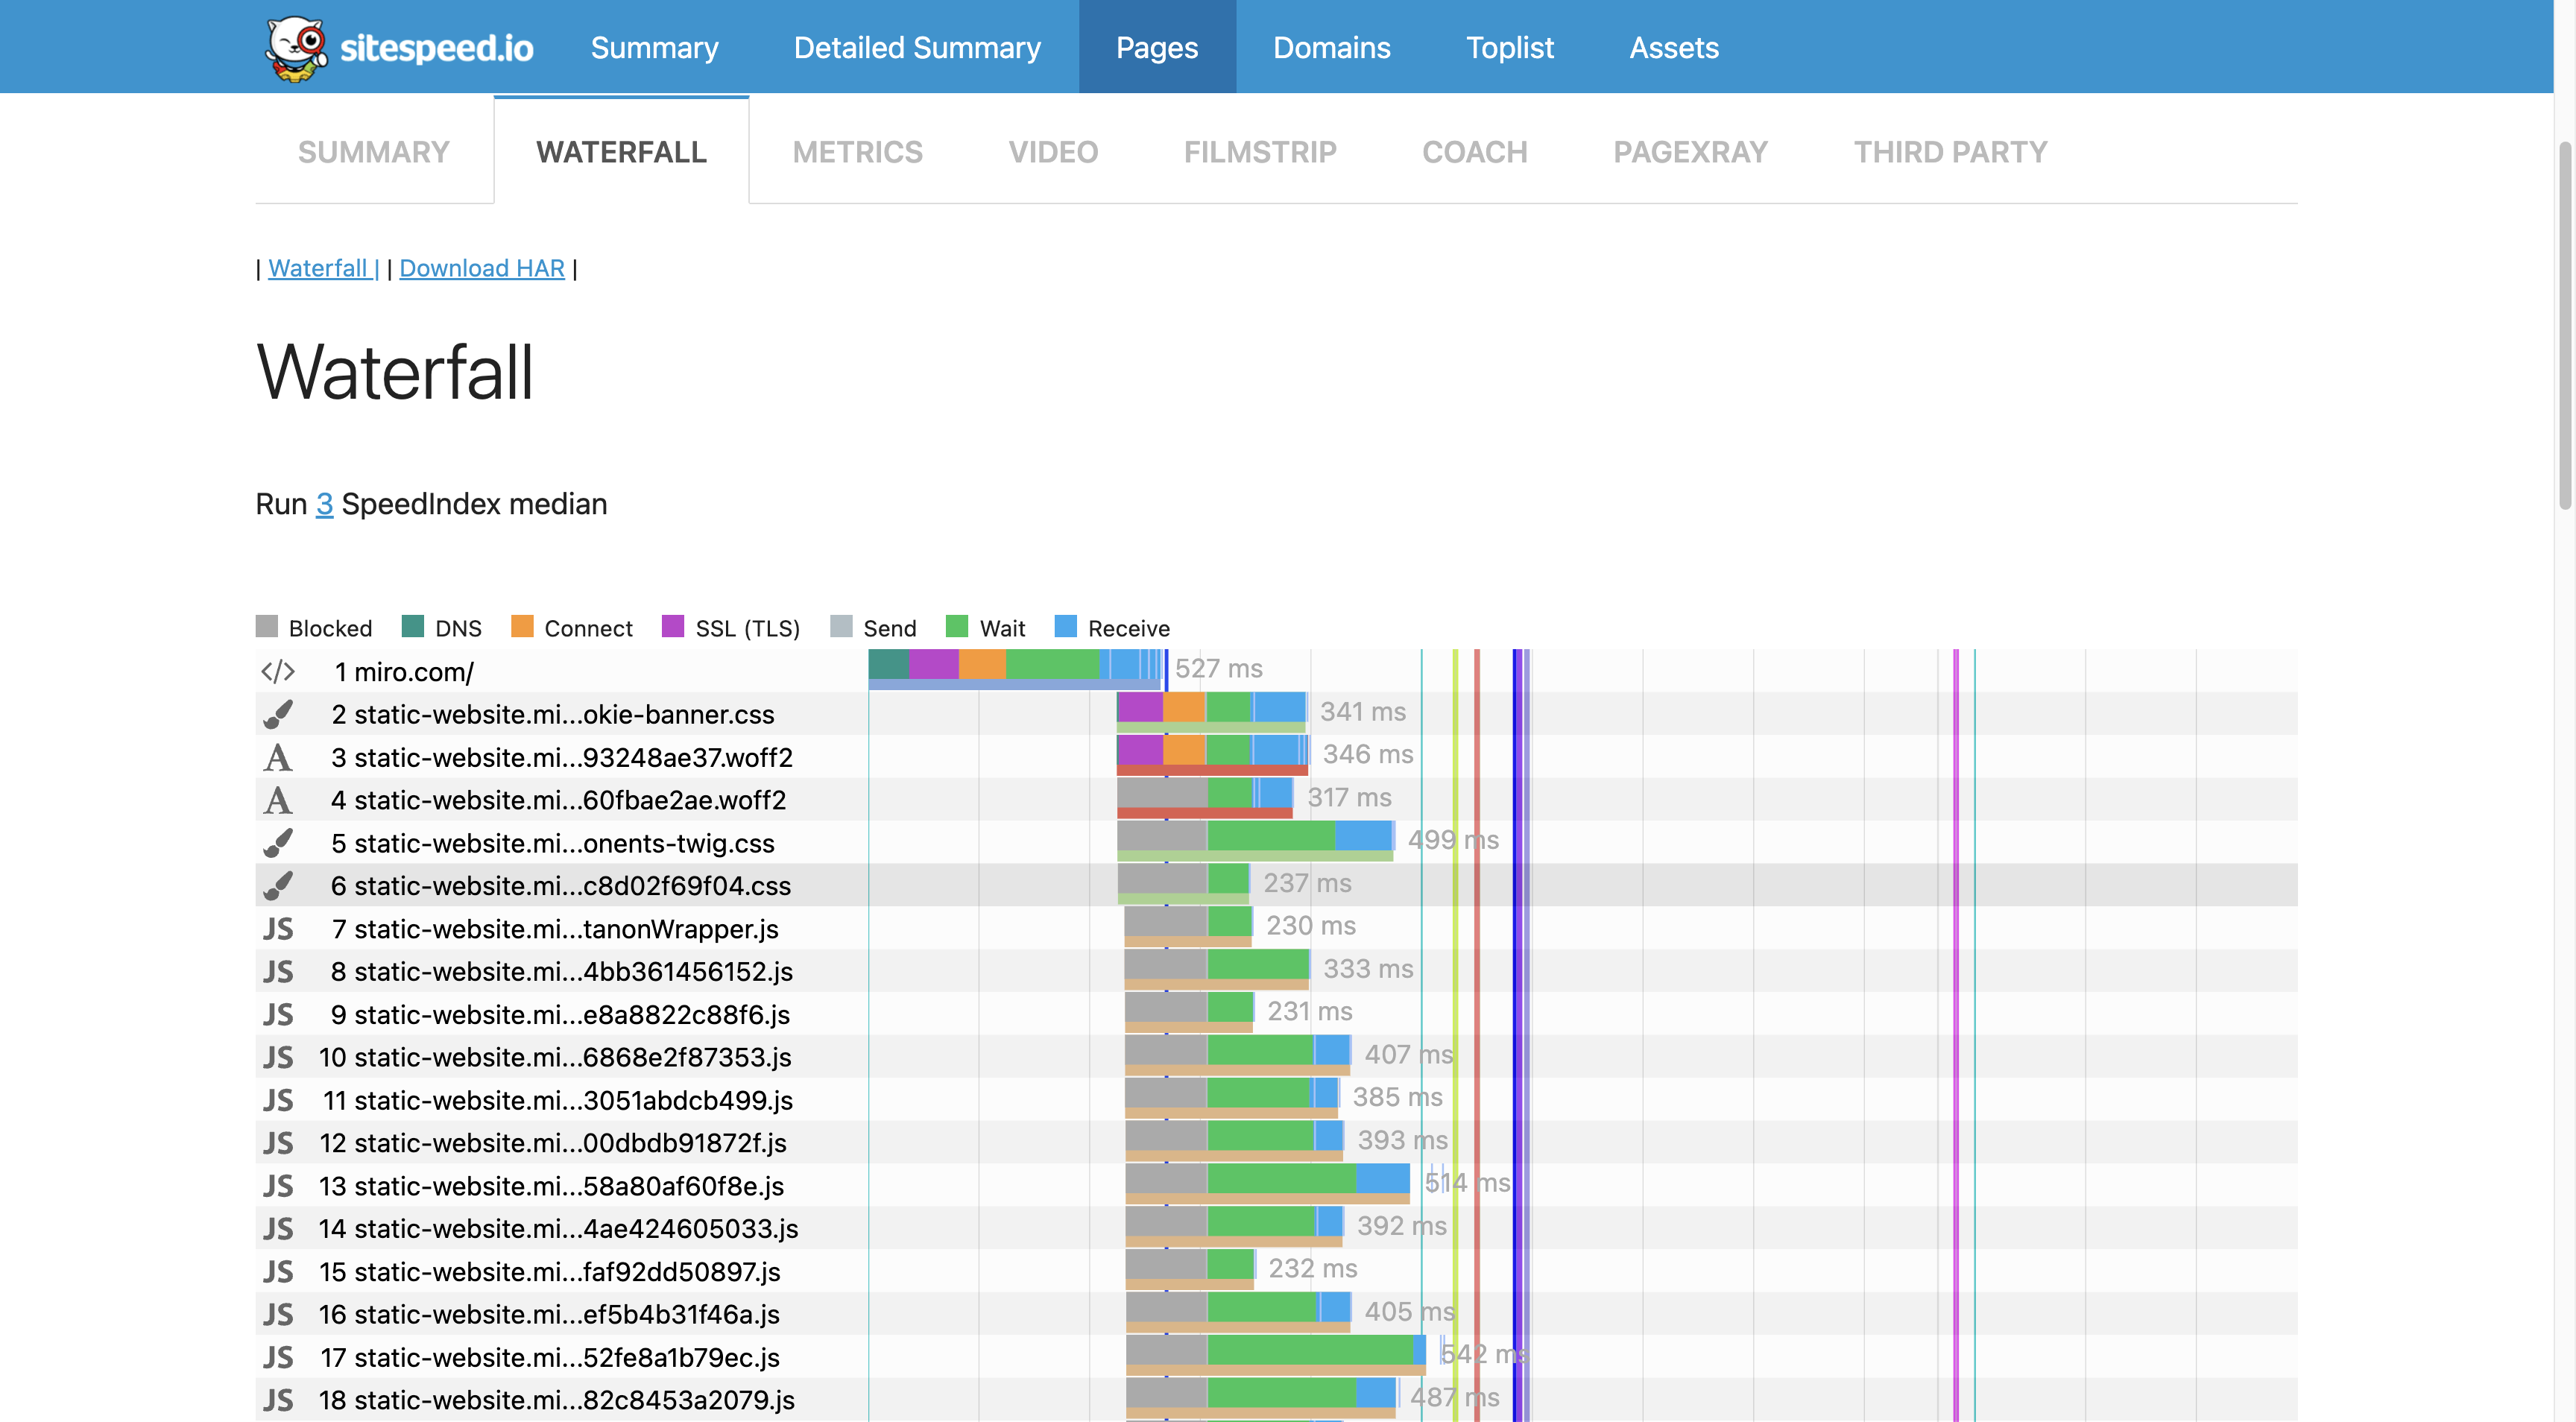 sitespeed.io Summary Detailed Summary Pages Domains Toplist Assets
SUMMARY WATERFALL METRICS VIDEO FILMSTRIP COACH PAGEXRAY THIRD PARTY
| Waterfall | | Download HAR |
Waterfall
Run 3 SpeedIndex median
Blocked DNS Connect SSL (TLS) Send Wait Receive
</> 1 miro.com/ 527 ms
2 static-website.mi...okie-banner.css 341 ms
A 3 static-website.mi...93248ae37.woff2 346 ms
A 4 static-website.mi...60fbae2ae.woff2 317 ms
5 static-website.mi...onents-twig.css 499 ms
6 static-website.mi...c8d02f69f04.css 237 ms
JS 7 static-website.mi...tanonWrapper.js 230 ms
JS 8 static-website.mi...4bb361456152.js 333 ms
JS 9 static-website.mi...e8a8822c88f6.js 231 ms
JS 10 static-website.mi...6868e2f87353.js 407 ms
JS 11 static-website.mi...3051abdcb499.js 385 ms
JS 12 static-website.mi...00dbdb91872f.js 393 ms
JS 13 static-website.mi...58a80af60f8e.js 514 ms
JS 14 static-website.mi...4ae424605033.js 392 ms
JS 15 static-website.mi...faf92dd50897.js 232 ms
JS 16 static-website.mi...ef5b4b31f46a.js 405 ms
JS 17 static-website.mi...52fe8a1b79ec.js 542 ms
JS 18 static-website.mi...82c8453a2079.js 487 ms